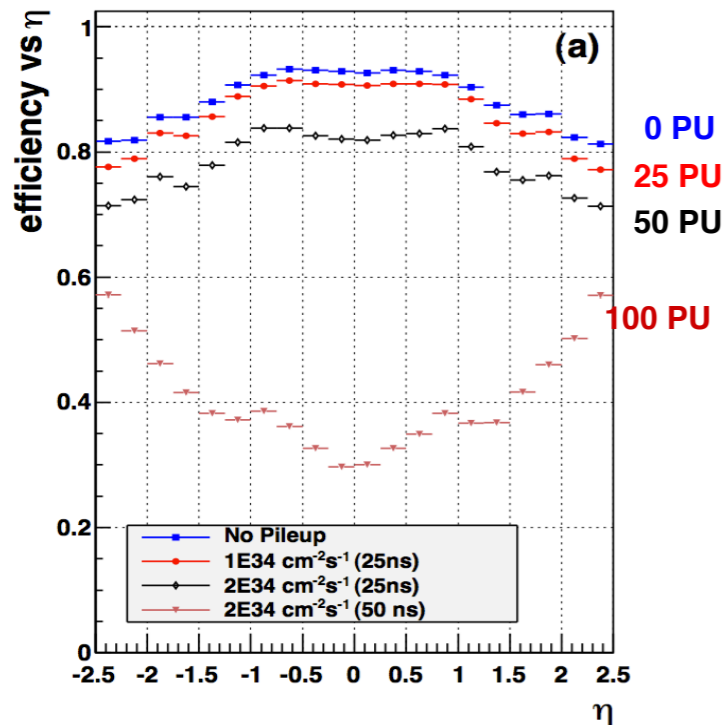 efficiency vs η
(a)
1
0.8
0.6
0.4
0.2
0
0 PU
25 PU
50 PU
100 PU
No Pileup
1E34 cm⁻²s⁻¹ (25ns)
2E34 cm⁻²s⁻¹ (25ns)
2E34 cm⁻²s⁻¹ (50 ns)
-2.5 -2 -1.5 -1 -0.5 0 0.5 1 1.5 2 2.5
η